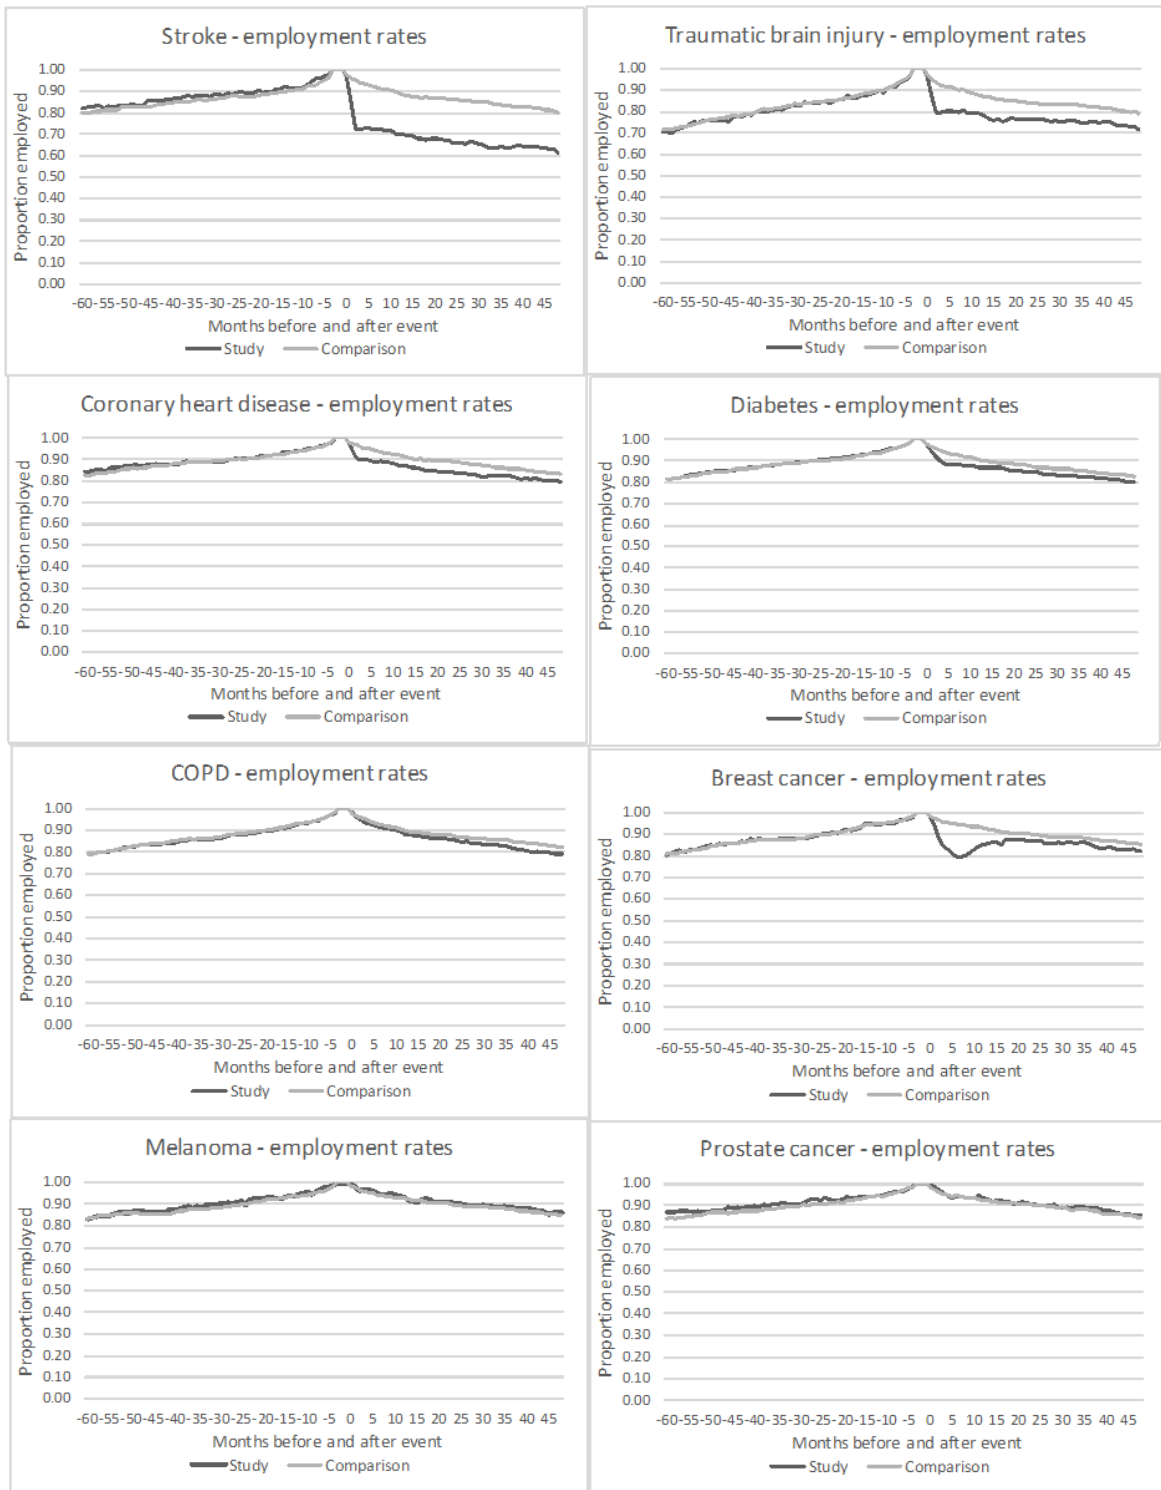 Stroke - employment rates
Proportion employed
1.00
0.90
0.80
0.70
0.60
0.50
0.40
0.30
0.20
0.10
0.00
-60-55-50-45-40-35-30-25-20-15-10 -5 0 5 10 15 20 25 30 35 40 45
Months before and after event
Study Comparison
Traumatic brain injury - employment rates
Proportion employed
1.00
0.90
0.80
0.70
0.60
0.50
0.40
0.30
0.20
0.10
0.00
-60-55-50-45-40-35-30-25-20-15-10 -5 0 5 10 15 20 25 30 35 40 45
Months before and after event
Study Comparison
Coronary heart disease - employment rates
Proportion employed
1.00
0.90
0.80
0.70
0.60
0.50
0.40
0.30
0.20
0.10
0.00
-60-55-50-45-40-35-30-25-20-15-10 -5 0 5 10 15 20 25 30 35 40 45
Months before and after event
Study Comparison
Diabetes - employment rates
Proportion employed
1.00
0.90
0.80
0.70
0.60
0.50
0.40
0.30
0.20
0.10
0.00
-60-55-50-45-40-35-30-25-20-15-10 -5 0 5 10 15 20 25 30 35 40 45
Months before and after event
Study Comparison
COPD - employment rates
Proportion employed
1.00
0.90
0.80
0.70
0.60
0.50
0.40
0.30
0.20
0.10
0.00
-60-55-50-45-40-35-30-25-20-15-10 -5 0 5 10 15 20 25 30 35 40 45
Months before and after event
Study Comparison
Breast cancer - employment rates
Proportion employed
1.00
0.90
0.80
0.70
0.60
0.50
0.40
0.30
0.20
0.10
0.00
-60-55-50-45-40-35-30-25-20-15-10 -5 0 5 10 15 20 25 30 35 40 45
Months before and after event
Study Comparison
Melanoma - employment rates
Proportion employed
1.00
0.90
0.80
0.70
0.60
0.50
0.40
0.30
0.20
0.10
0.00
-60-55-50-45-40-35-30-25-20-15-10 -5 0 5 10 15 20 25 30 35 40 45
Months before and after event
Study Comparison
Prostate cancer - employment rates
Proportion employed
1.00
0.90
0.80
0.70
0.60
0.50
0.40
0.30
0.20
0.10
0.00
-60-55-50-45-40-35-30-25-20-15-10 -5 0 5 10 15 20 25 30 35 40 45
Months before and after event
Study Comparison